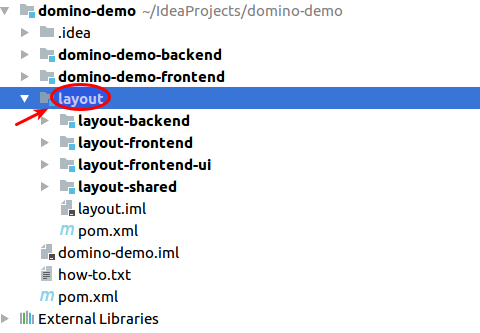 domino-demo ~/IdeaProjects/domino-demo
.idea
domino-demo-backend
domino-demo-frontend
layout
layout-backend
layout-frontend
layout-frontend-ui
layout-shared
layout.iml
m pom.xml
domino-demo.iml
how-to.txt
m pom.xml
External Libraries